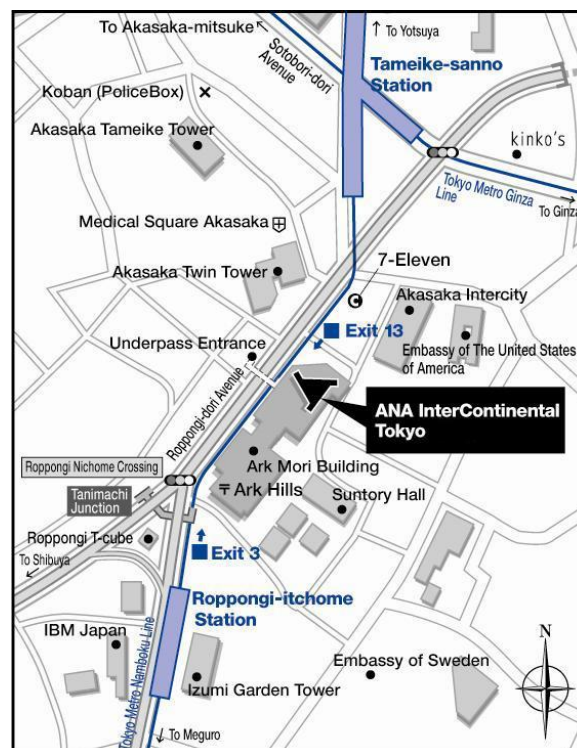 To Akasaka-mitsuke
To Yotsuya
Sotobori-dori
Avenue
Tameike-sanno
Station
Koban (PoliceBox)
Akasaka Tameike Tower
kinko's
Tokyo Metro Ginza
Line
To Ginza
Medical Square Akasaka
7-Eleven
Akasaka Twin Tower
Akasaka Intercity
Exit 13
Underpass Entrance
Embassy of The United States
of America
Roppongi-dori Avenue
ANA InterContinental
Tokyo
Roppongi Nichome Crossing
Ark Mori Building
〒Ark Hills
Suntory Hall
Tanimachi
Junction
Roppongi T-cube
To Shibuya
Exit 3
Roppongi-itchome
Station
IBM Japan
Tokyo Metro Namboku Line
Izumi Garden Tower
Embassy of Sweden
N
To Meguro